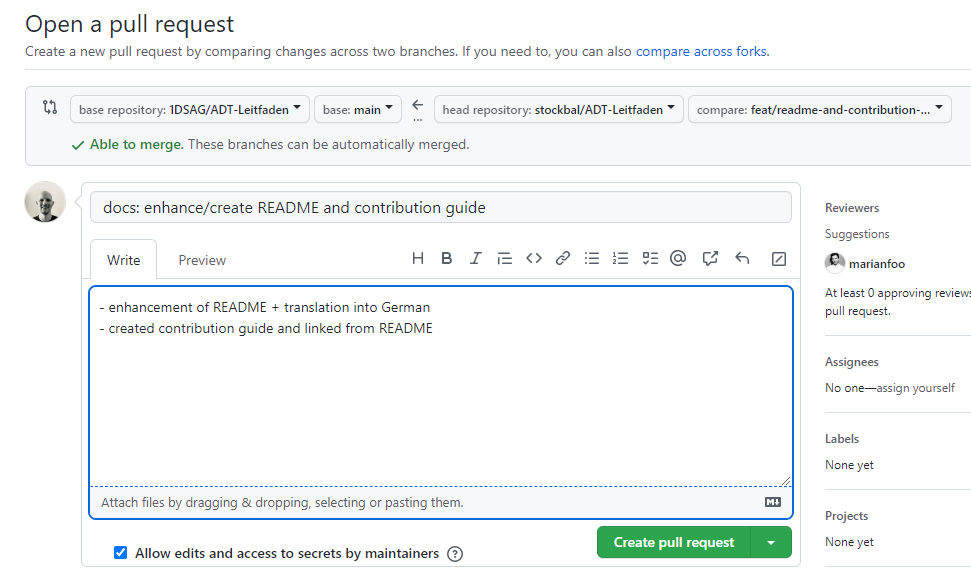 Open a pull request
Create a new pull request by comparing changes across two branches. If you need to, you can also compare across forks.
base repository: 1DSAG/ADT-Leitfaden
base: main
head repository: stockbal/ADT-Leitfaden
compare: feat/readme-and-contribution-...
Able to merge. These branches can be automatically merged.
docs: enhance/create README and contribution guide
Write
Preview
- enhancement of README + translation into German
- created contribution guide and linked from README
Attach files by dragging & dropping, selecting or pasting them.
Allow edits and access to secrets by maintainers
Create pull request
Reviewers
Suggestions
marianfoo
At least 0 approving reviews
pull request.
Assignees
No one—assign yourself
Labels
None yet
Projects
None yet